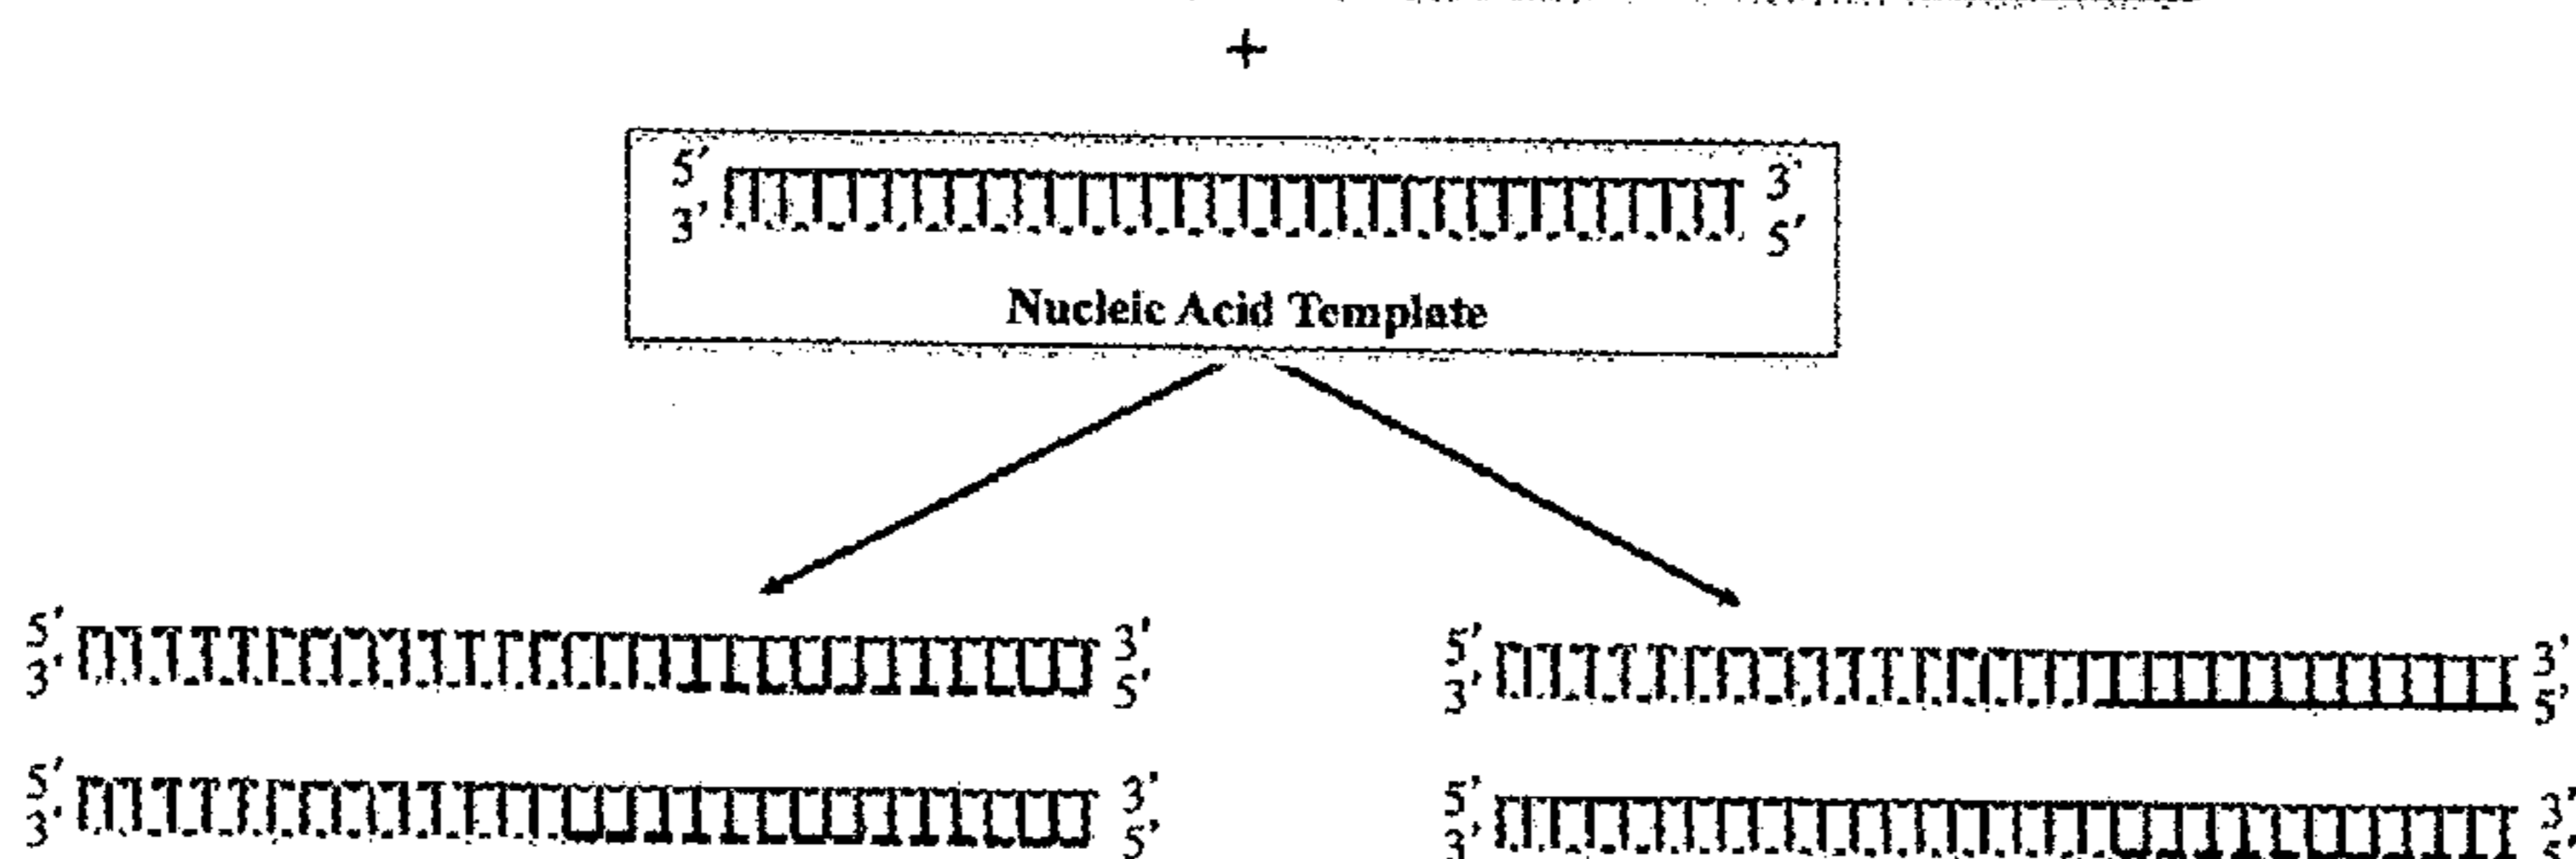 +
5′ 3′
3′ 5′
Nucleic Acid Template
5′ 3′ 5′ 3′
3′ 5′ 3′ 5′
5′ 3′ 5′ 3′
3′ 5′ 3′ 5′